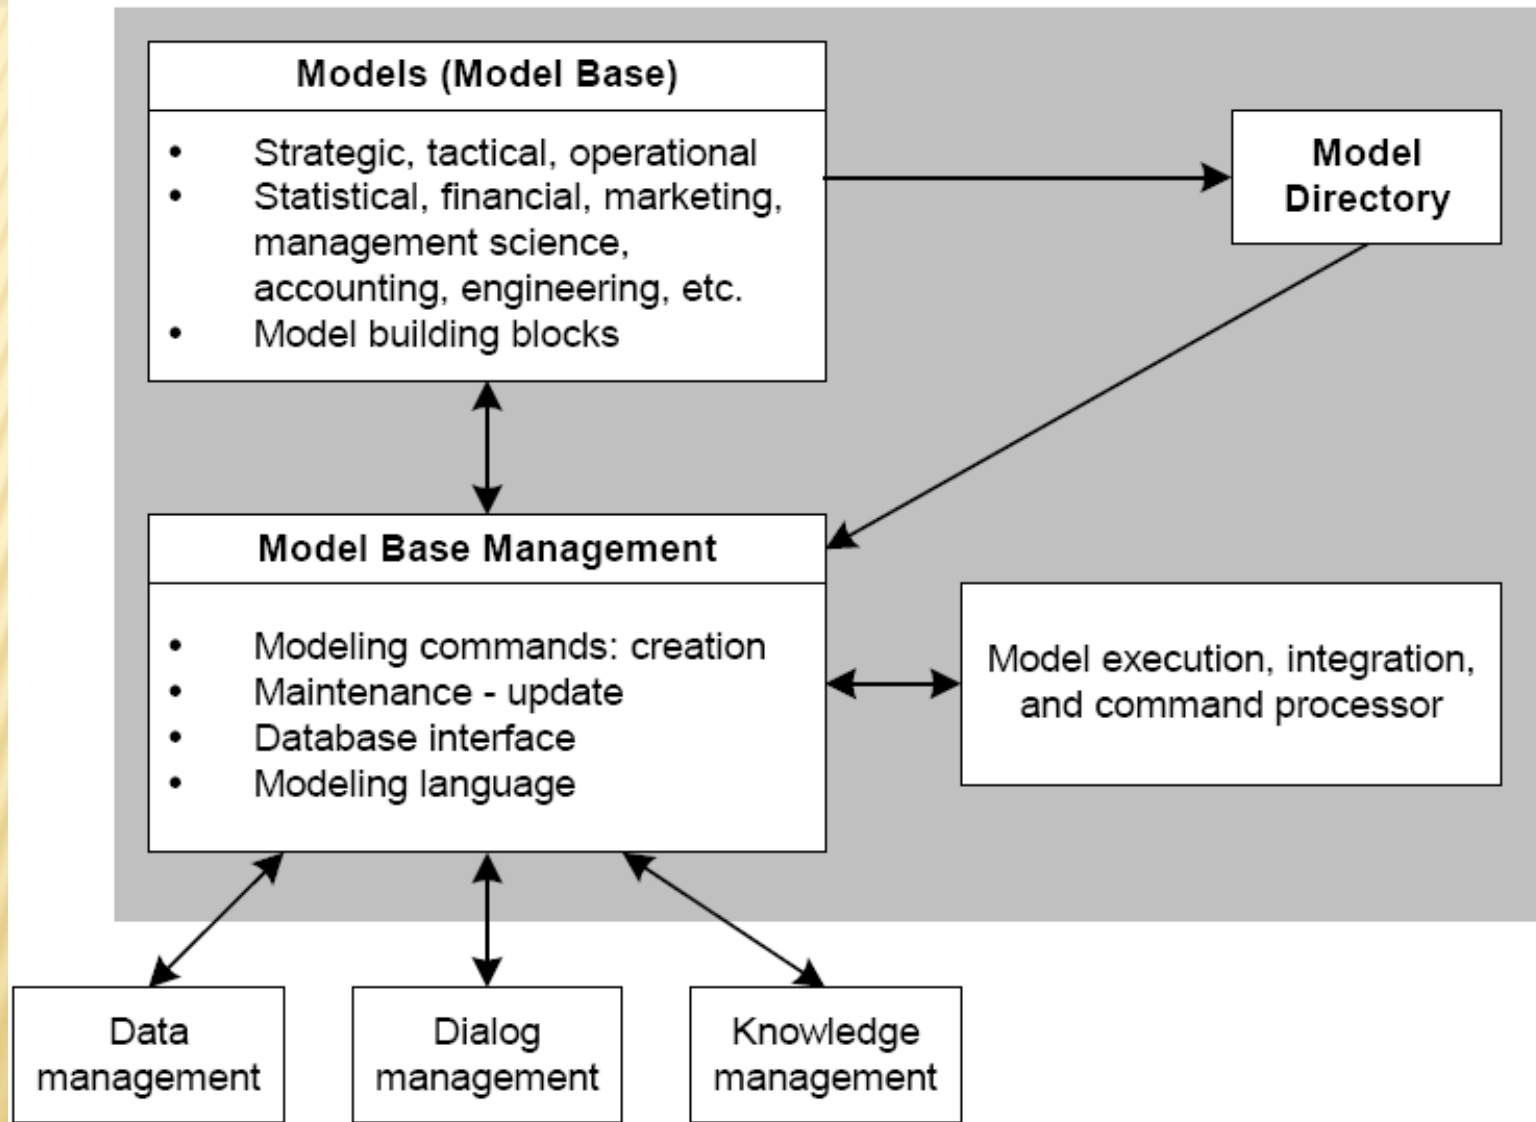 Models (Model Base)
• Strategic, tactical, operational
• Statistical, financial, marketing,
management science,
accounting, engineering, etc.
• Model building blocks
Model
Directory
Model Base Management
• Modeling commands: creation
• Maintenance - update
• Database interface
• Modeling language
Model execution, integration,
and command processor
Data
management
Dialog
management
Knowledge
management